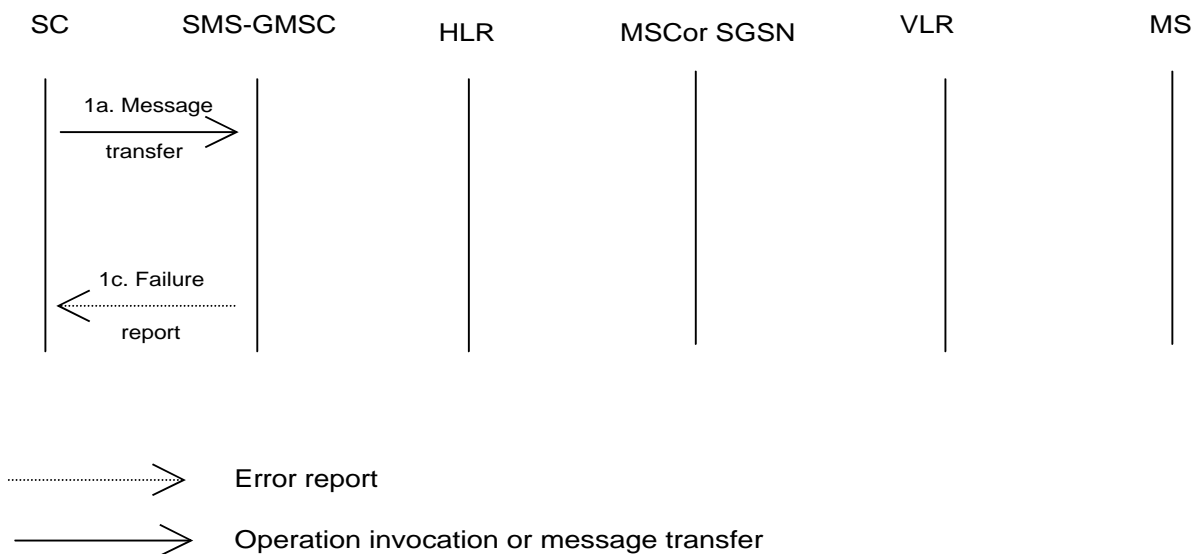 SC SMS-GMSC HLR MSCor SGSN VLR MS
1a. Message
transfer
1c. Failure
report
Error report
Operation invocation or message transfer